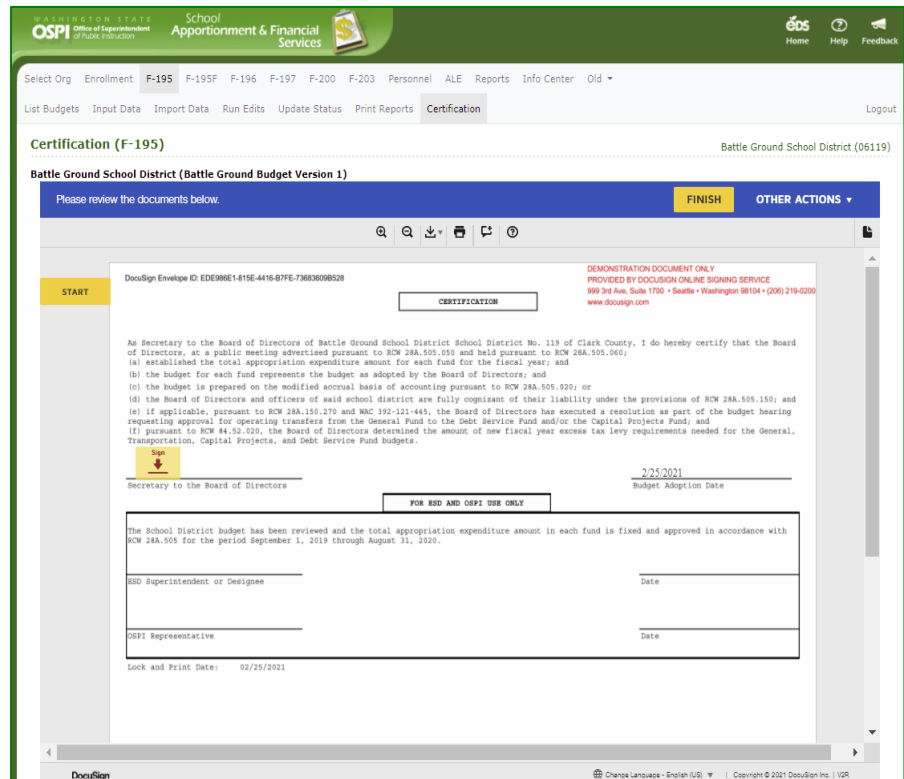 WASHINGTON STATE
OSPI Office of Superintendent of Public Instruction
School Apportionment & Financial Services
ėds Home
Help
Feedback
Select Org Enrollment F-195 F-195F F-196 F-197 F-200 F-203 Personnel ALE Reports Info Center Old
List Budgets Input Data Import Data Run Edits Update Status Print Reports Certification Logout
Certification (F-195) Battle Ground School District (06119)
Battle Ground School District (Battle Ground Budget Version 1)
Please review the documents below. FINISH OTHER ACTIONS
START
DocuSign Envelope ID: EDE986E1-815E-4416-B7FE-73683609B528
DEMONSTRATION DOCUMENT ONLY
PROVIDED BY DOCUSIGN ONLINE SIGNING SERVICE
999 3rd Ave, Suite 1700 • Seattle • Washington 98104 • (206) 219-0200
www.docusign.com
CERTIFICATION
As Secretary to the Board of Directors of Battle Ground School District School District No. 119 of Clark County, I do hereby certify that the Board
of Directors, at a public meeting advertised pursuant to RCW 28A.505.050 and held pursuant to RCW 28A.505.060;
(a) established the total appropriation expenditure amount for each fund for the fiscal year; and
(b) the budget for each fund represents the budget as adopted by the Board of Directors; and
(c) the budget is prepared on the modified accrual basis of accounting pursuant to RCW 28A.505.020; or
(d) the Board of Directors and officers of said school district are fully cognizant of their liability under the provisions of RCW 28A.505.150; and
(e) if applicable, pursuant to RCW 28A.150.270 and WAC 392-121-445, the Board of Directors has executed a resolution as part of the budget hearing
requesting approval for operating transfers from the General Fund to the Debt Service Fund and/or the Capital Projects Fund; and
(f) pursuant to RCW 84.52.020, the Board of Directors determined the amount of new fiscal year excess tax levy requirements needed for the General,
Transportation, Capital Projects, and Debt Service Fund budgets.
Sign
2/25/2021
Secretary to the Board of Directors Budget Adoption Date
FOR ESD AND OSPI USE ONLY
The School District budget has been reviewed and the total appropriation expenditure amount in each fund is fixed and approved in accordance with
RCW 28A.505 for the period September 1, 2019 through August 31, 2020.
ESD Superintendent or Designee Date
OSPI Representative Date
Lock and Print Date: 02/25/2021
DocuSign Change Language - English (US) | Copyright © 2021 DocuSign Inc. | V2R